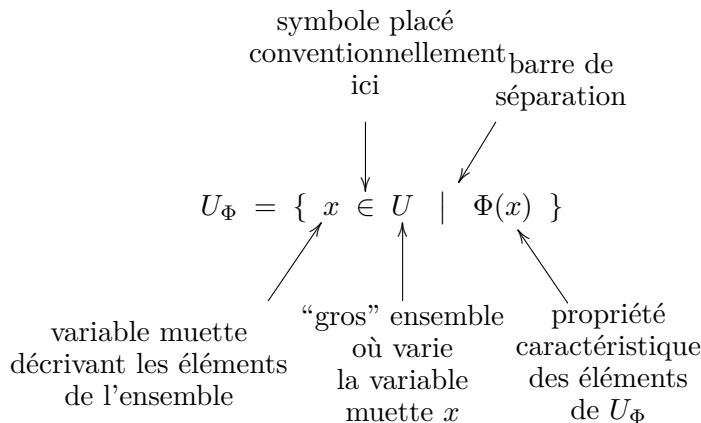 symbole placé
conventionnellement
ici
barre de
séparation
U_Φ = { x ∈ U | Φ(x) }
variable muette
décrivant les éléments
de l'ensemble
“gros” ensemble
où varie
la variable
muette x
propriété
caractéristique
des éléments
de U_Φ